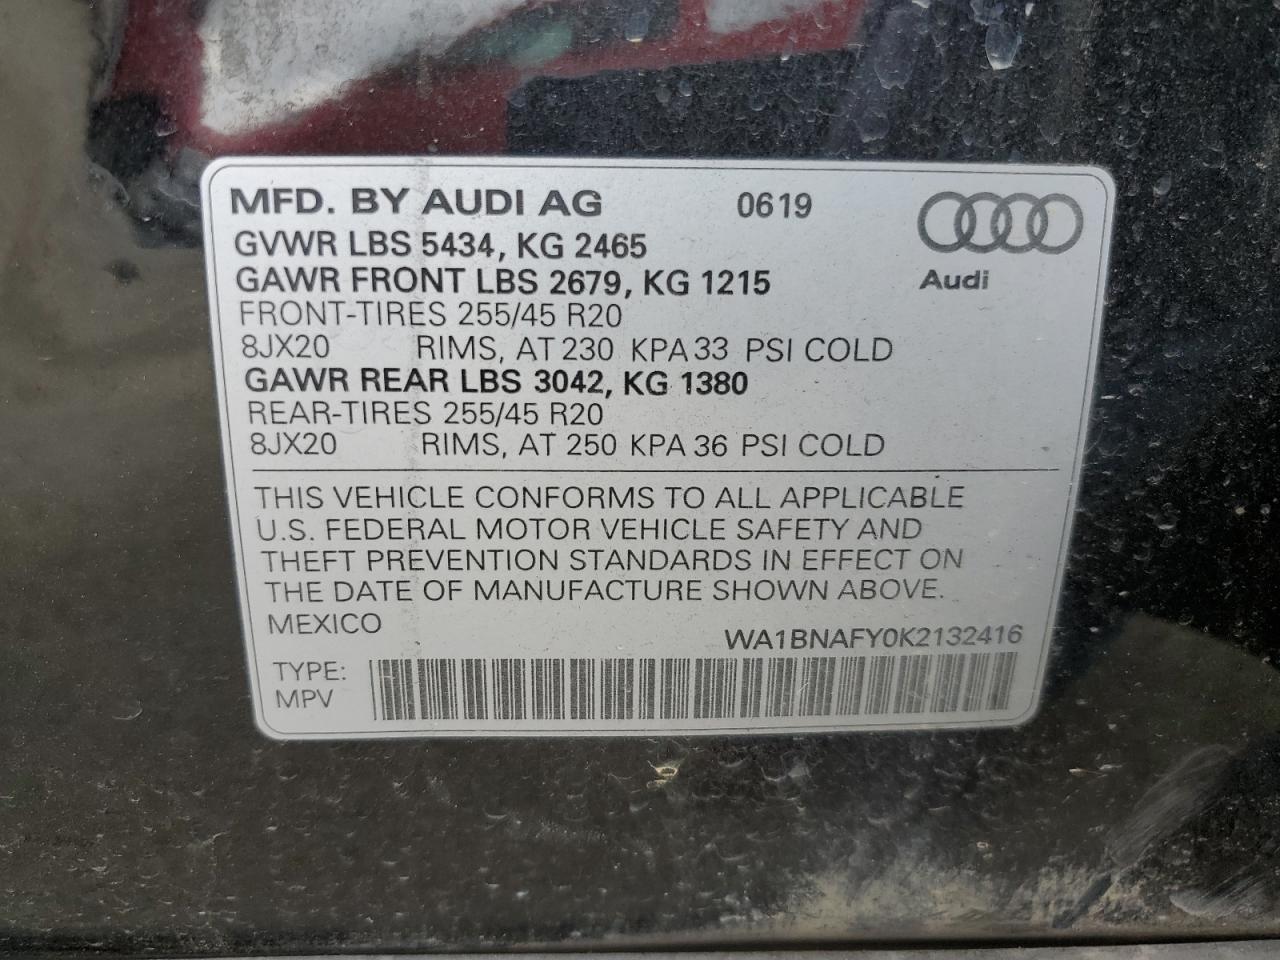 MFD. BY AUDI AG 0619
GVWR LBS 5434, KG 2465
GAWR FRONT LBS 2679, KG 1215
Audi
FRONT-TIRES 255/45 R20
8JX20 RIMS, AT 230 KPA 33 PSI COLD
GAWR REAR LBS 3042, KG 1380
REAR-TIRES 255/45 R20
8JX20 RIMS, AT 250 KPA 36 PSI COLD
THIS VEHICLE CONFORMS TO ALL APPLICABLE
U.S. FEDERAL MOTOR VEHICLE SAFETY AND
THEFT PREVENTION STANDARDS IN EFFECT ON
THE DATE OF MANUFACTURE SHOWN ABOVE.
MEXICO WA1BNAFY0K2132416
TYPE:
MPV